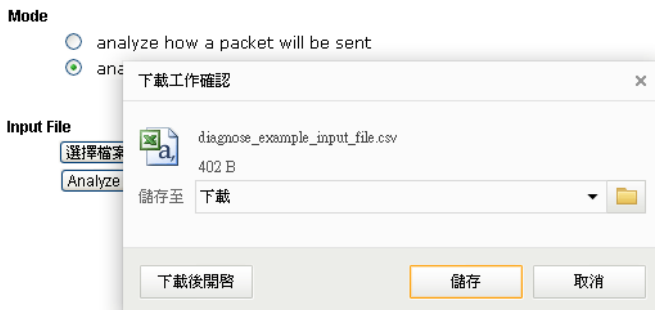 Mode
analyze how a packet will be sent
ana
下載工作確認
Input File
選擇檔案
Analyze
diagnose_example_input_file.csv
402 B
儲存至 下載
下載後開啓 儲存 取消